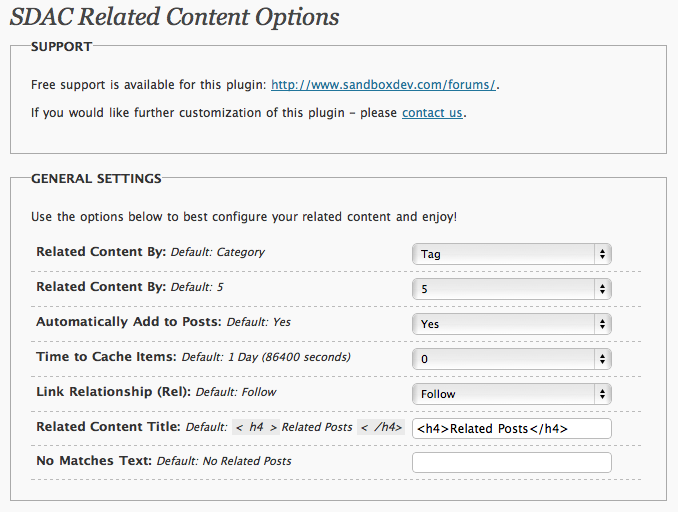 SDAC Related Content Options
SUPPORT
Free support is available for this plugin: http://www.sandboxdev.com/forums/.
If you would like further customization of this plugin – please contact us.
GENERAL SETTINGS
Use the options below to best configure your related content and enjoy!
Related Content By: Default: Category Tag
Related Content By: Default: 5 5
Automatically Add to Posts: Default: Yes Yes
Time to Cache Items: Default: 1 Day (86400 seconds) 0
Link Relationship (Rel): Default: Follow Follow
Related Content Title: Default: < h4 > Related Posts < /h4> <h4>Related Posts</h4>
No Matches Text: Default: No Related Posts